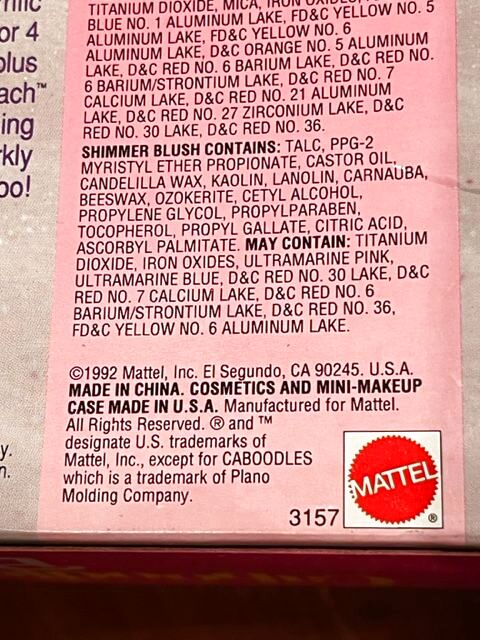 or 4
plus
ach™
ing
rkly
oo!
y.
n.
TITANIUM DIOXIDE, MICA, IRON OXIDES,
BLUE NO. 1 ALUMINUM LAKE, FD&C YELLOW NO. 5
ALUMINUM LAKE, FD&C YELLOW NO. 6
ALUMINUM LAKE, D&C ORANGE NO. 5 ALUMINUM
LAKE, D&C RED NO. 6 BARIUM LAKE, D&C RED NO.
6 BARIUM/STRONTIUM LAKE, D&C RED NO. 7
CALCIUM LAKE, D&C RED NO. 21 ALUMINUM
LAKE, D&C RED NO. 27 ZIRCONIUM LAKE, D&C
RED NO. 30 LAKE, D&C RED NO. 36.
SHIMMER BLUSH CONTAINS: TALC, PPG-2
MYRISTYL ETHER PROPIONATE, CASTOR OIL,
CANDELILLA WAX, KAOLIN, LANOLIN, CARNAUBA,
BEESWAX, OZOKERITE, CETYL ALCOHOL,
PROPYLENE GLYCOL, PROPYLPARABEN,
TOCOPHEROL, PROPYL GALLATE, CITRIC ACID,
ASCORBYL PALMITATE. MAY CONTAIN: TITANIUM
DIOXIDE, IRON OXIDES, ULTRAMARINE PINK,
ULTRAMARINE BLUE, D&C RED NO. 30 LAKE, D&C
RED NO. 7 CALCIUM LAKE, D&C RED NO. 6
BARIUM/STRONTIUM LAKE, D&C RED NO. 36,
FD&C YELLOW NO. 6 ALUMINUM LAKE.
©1992 Mattel, Inc. El Segundo, CA 90245. U.S.A.
MADE IN CHINA. COSMETICS AND MINI-MAKEUP
CASE MADE IN U.S.A. Manufactured for Mattel.
All Rights Reserved. ® and ™
designate U.S. trademarks of
Mattel, Inc., except for CABOODLES
which is a trademark of Plano
Molding Company.
3157
MATTEL
®